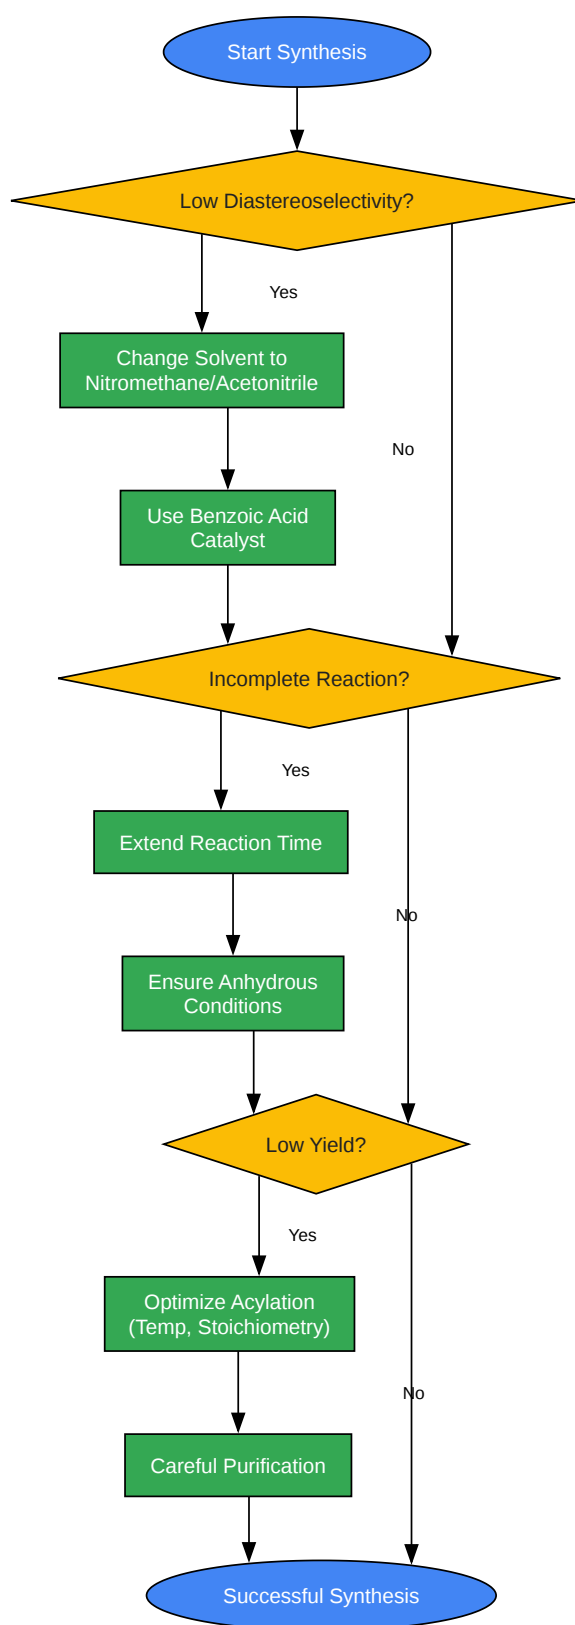 Start Synthesis
Low Diastereoselectivity?
Yes
Change Solvent to
Nitromethane/Acetonitrile
No
Use Benzoic Acid
Catalyst
Incomplete Reaction?
Yes
Extend Reaction Time
No
Ensure Anhydrous
Conditions
Low Yield?
Yes
Optimize Acylation
(Temp, Stoichiometry)
No
Careful Purification
Successful Synthesis